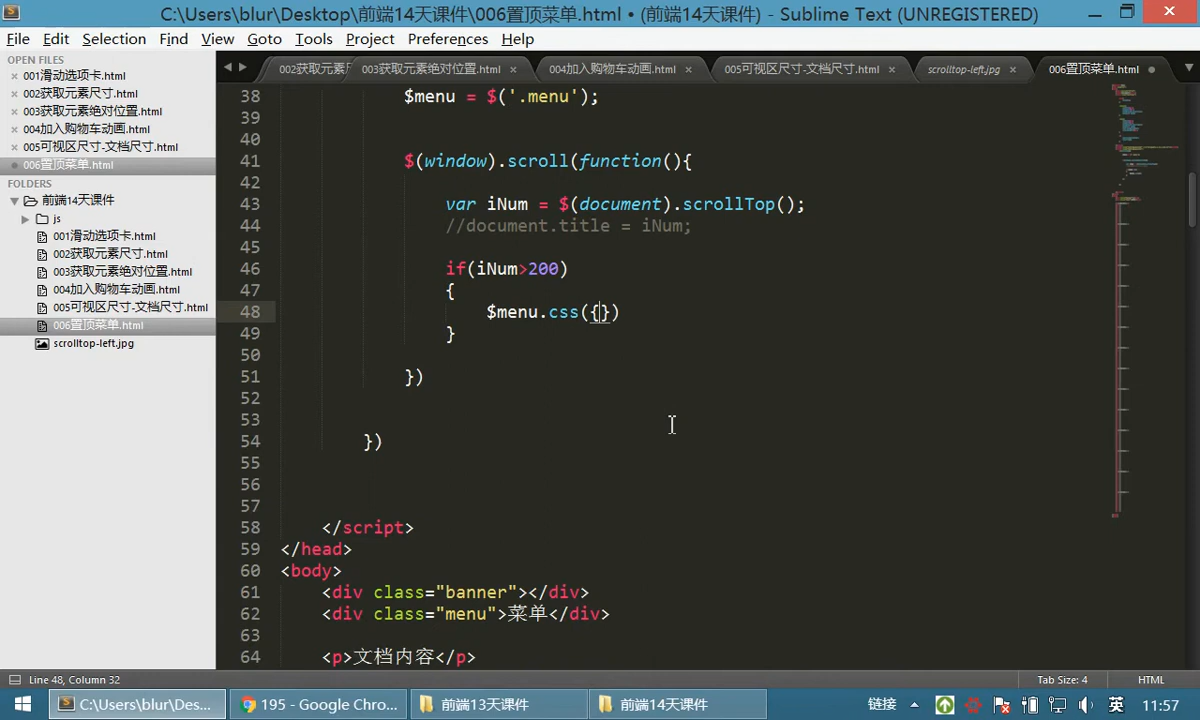 C:\Users\blur\Desktop\前端14天课件\006置顶菜单.html • (前端14天课件) - Sublime Text (UNREGISTERED)
File Edit Selection Find View Goto Tools Project Preferences Help
OPEN FILES
001滑动选项卡.html
002获取元素尺寸.html
003获取元素绝对位置.html
004加入购物车动画.html
005可视区尺寸-文档尺寸.html
006置顶菜单.html
FOLDERS
前端14天课件
js
001滑动选项卡.html
002获取元素尺寸.html
003获取元素绝对位置.html
004加入购物车动画.html
005可视区尺寸-文档尺寸.html
006置顶菜单.html
scrolltop-left.jpg
002获取元素 003获取元素绝对位置.html 004加入购物车动画.html 005可视区尺寸-文档尺寸.html scrolltop-left.jpg 006置顶菜单.html
38 $menu = $('.menu');
39
40
41 $(window).scroll(function(){
42
43 var iNum = $(document).scrollTop();
44 //document.title = iNum;
45
46 if(iNum>200)
47 {
48 $menu.css({})
49 }
50
51 })
52
53
54 })
55
56
57
58 </script>
59 </head>
60 <body>
61 <div class="banner"></div>
62 <div class="menu">菜单</div>
63
64 <p>文档内容</p>
Line 48, Column 32 Tab Size: 4 HTML
C:\Users\blur\Des... 195 - Google Chro... 前端13天课件 前端14天课件 链接 英 11:57